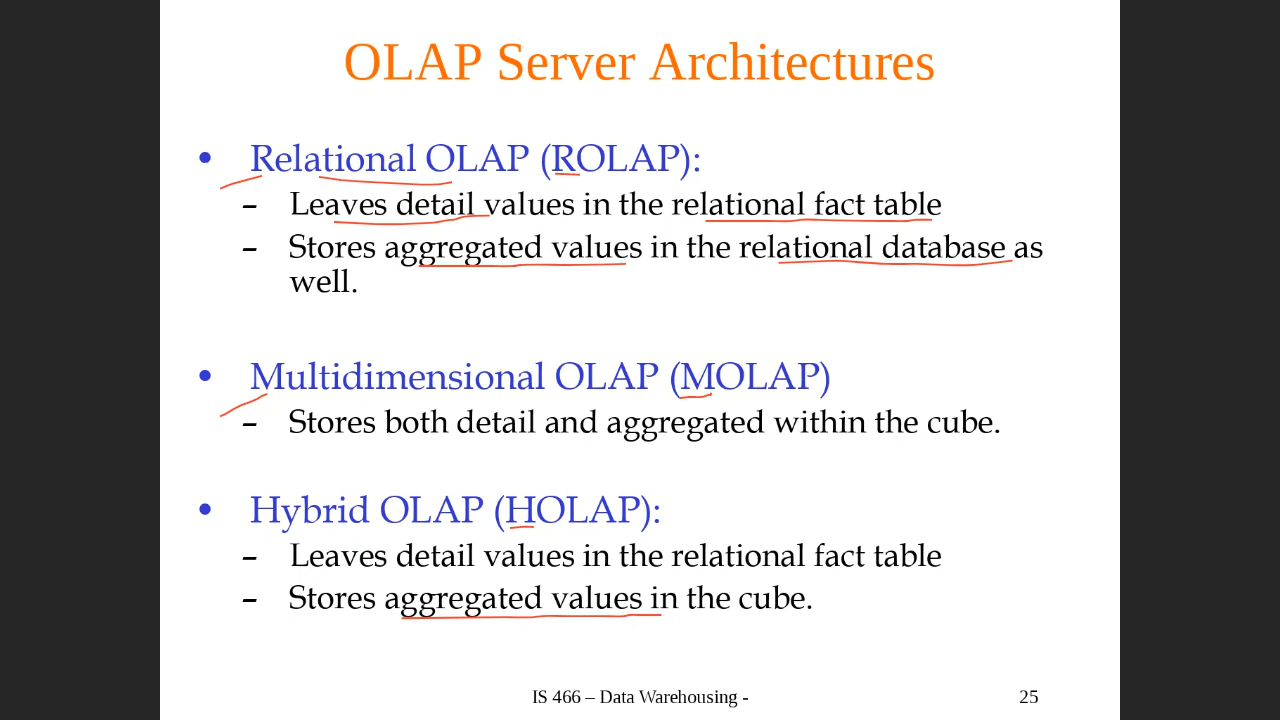 OLAP Server Architectures
• Relational OLAP (ROLAP):
– Leaves detail values in the relational fact table
– Stores aggregated values in the relational database as
well.
• Multidimensional OLAP (MOLAP)
– Stores both detail and aggregated within the cube.
• Hybrid OLAP (HOLAP):
– Leaves detail values in the relational fact table
– Stores aggregated values in the cube.
IS 466 – Data Warehousing - 25